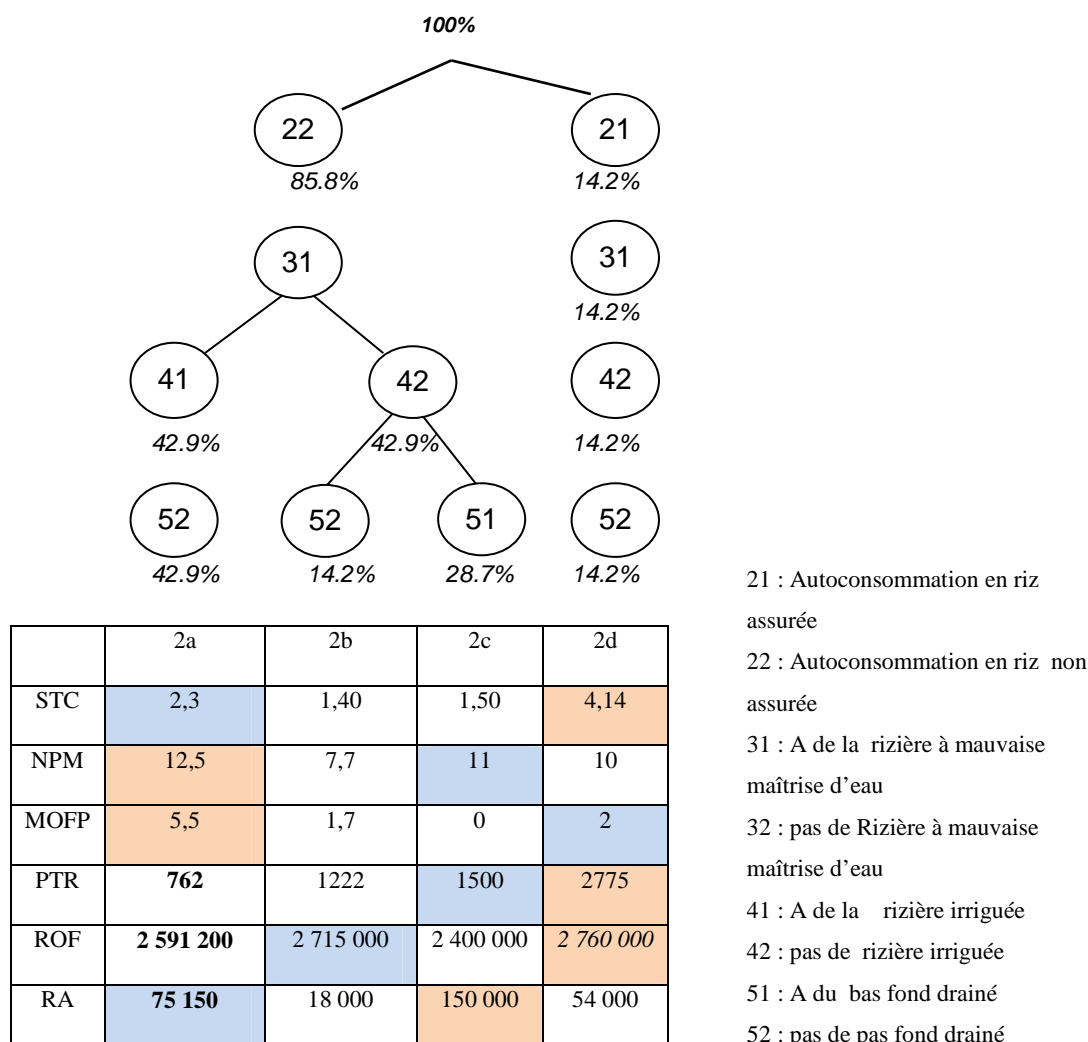 100%
22 21
85.8% 14.2%
31 31
14.2%
41 42 42
42.9% 42.9% 14.2%
52 52 51 52
42.9% 14.2% 28.7% 14.2%
2a 2b 2c 2d
STC 2,3 1,40 1,50 4,14
NPM 12,5 7,7 11 10
MOFP 5,5 1,7 0 2
PTR 762 1222 1500 2775
ROF 2 591 200 2 715 000 2 400 000 2 760 000
RA 75 150 18 000 150 000 54 000
21 : Autoconsommation en riz
assurée
22 : Autoconsommation en riz non
assurée
31 : A de la rizière à mauvaise
maîtrise d'eau
32 : pas de Rizière à mauvaise
maîtrise d'eau
41 : A de la rizière irriguée
42 : pas de rizière irriguée
51 : A du bas fond drainé
52 : pas de pas fond drainé